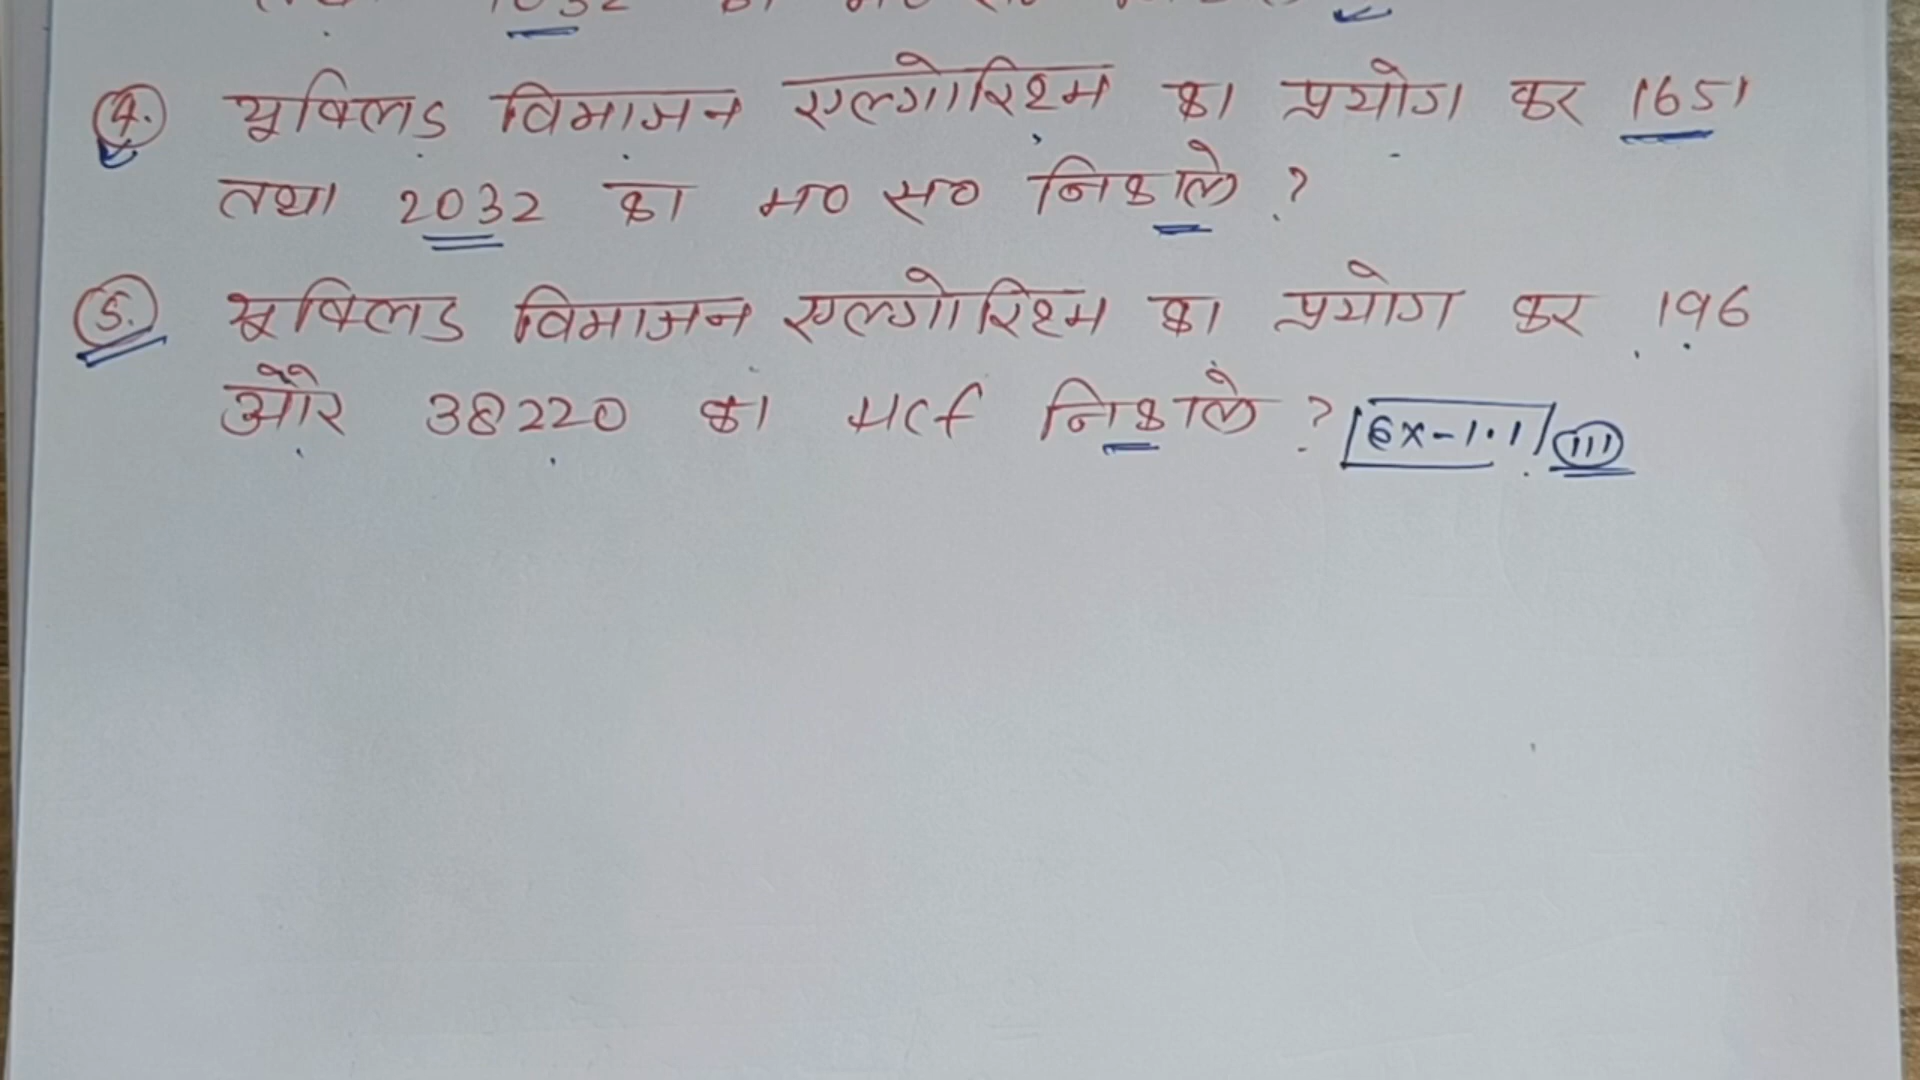 4. यूक्लिड विभाजन एल्गोरिथ्म का प्रयोग कर 1651
तथा 2032 का म० स० निकाले ?
5. यूक्लिड विभाजन एल्गोरिथ्म का प्रयोग कर 196
और 38220 का HCF निकाले ? Ex-1.1 (iii)